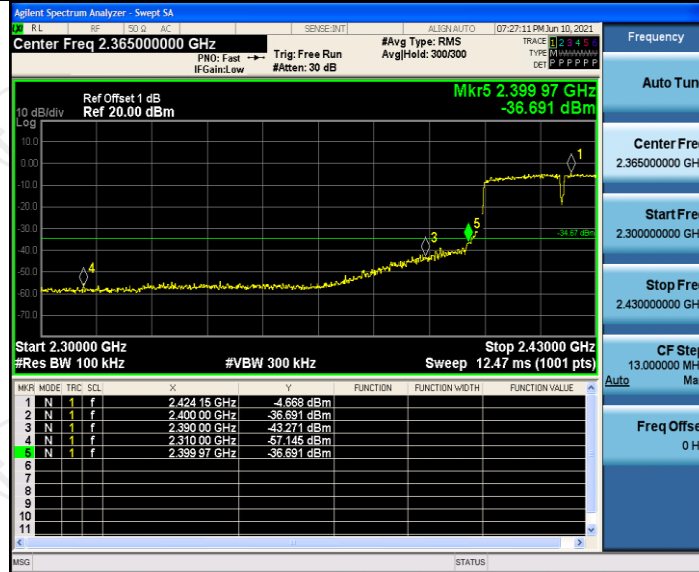 Agilent Spectrum Analyzer - Swept SA
RL RF 50 Ω AC SENSE:INT ALIGN AUTO 07:27:11 PM Jun 10, 2021
Center Freq 2.365000000 GHz #Avg Type: RMS TRACE 1 2 3 4 5 6
PNO: Fast Trig: Free Run Avg|Hold: 300/300 TYPE M
IFGain:Low #Atten: 30 dB DET P P P P P P
Mkr5 2.399 97 GHz
-36.691 dBm
Ref Offset 1 dB
10 dB/div Ref 20.00 dBm
Log
10.0
0.00
-10.0
-20.0
-30.0
-40.0
-50.0
-60.0
-70.0
1
3
4
5
-34.67 dBm
Start 2.30000 GHz Stop 2.43000 GHz
#Res BW 100 kHz #VBW 300 kHz Sweep 12.47 ms (1001 pts)
MKR MODE TRC SCL X Y FUNCTION FUNCTION WIDTH FUNCTION VALUE
1 N 1 f 2.424 15 GHz -4.668 dBm
2 N 1 f 2.400 00 GHz -36.691 dBm
3 N 1 f 2.390 00 GHz -43.271 dBm
4 N 1 f 2.310 00 GHz -57.145 dBm
5 N 1 f 2.399 97 GHz -36.691 dBm
6
7
8
9
10
11
MSG STATUS
Frequency
Auto Tun
Center Fre
2.365000000 GH
Start Fre
2.300000000 GH
Stop Fre
2.430000000 GH
CF Step
13.000000 MH
Auto Ma
Freq Offse
0 H